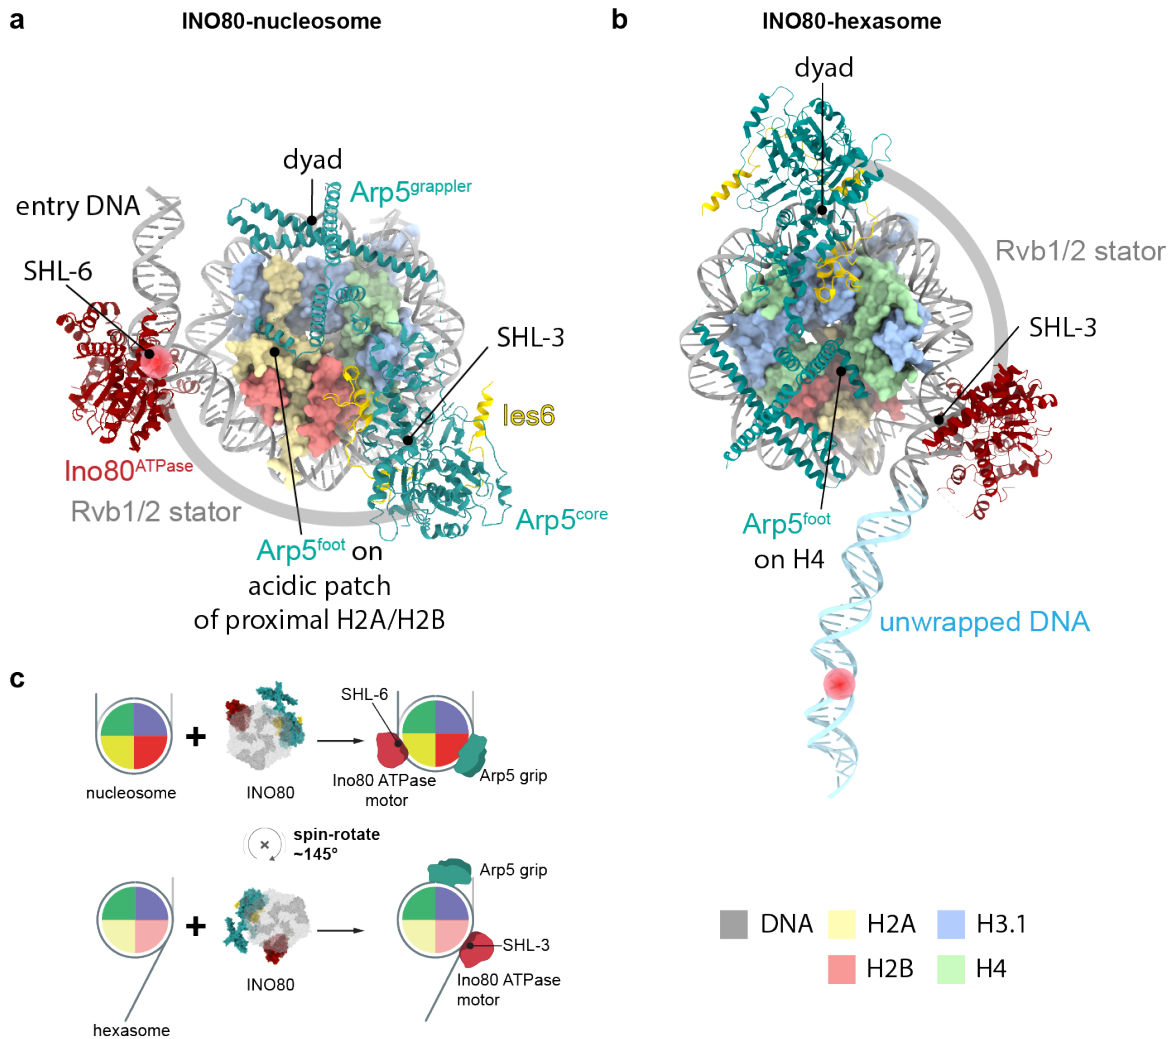 a
INO80-nucleosome
dyad
Arp5grappler
entry DNA
SHL-6
SHL-3
Ies6
Ino80ATPase
Rvb1/2 stator
Arp5core
Arp5foot on
acidic patch
of proximal H2A/H2B
b
INO80-hexasome
dyad
Rvb1/2 stator
SHL-3
Arp5foot
on H4
unwrapped DNA
c
nucleosome
+
INO80
SHL-6
Ino80 ATPase
motor
Arp5 grip
spin-rotate
~145°
hexasome
+
INO80
Arp5 grip
SHL-3
Ino80 ATPase
motor
DNA
H2A
H3.1
H2B
H4